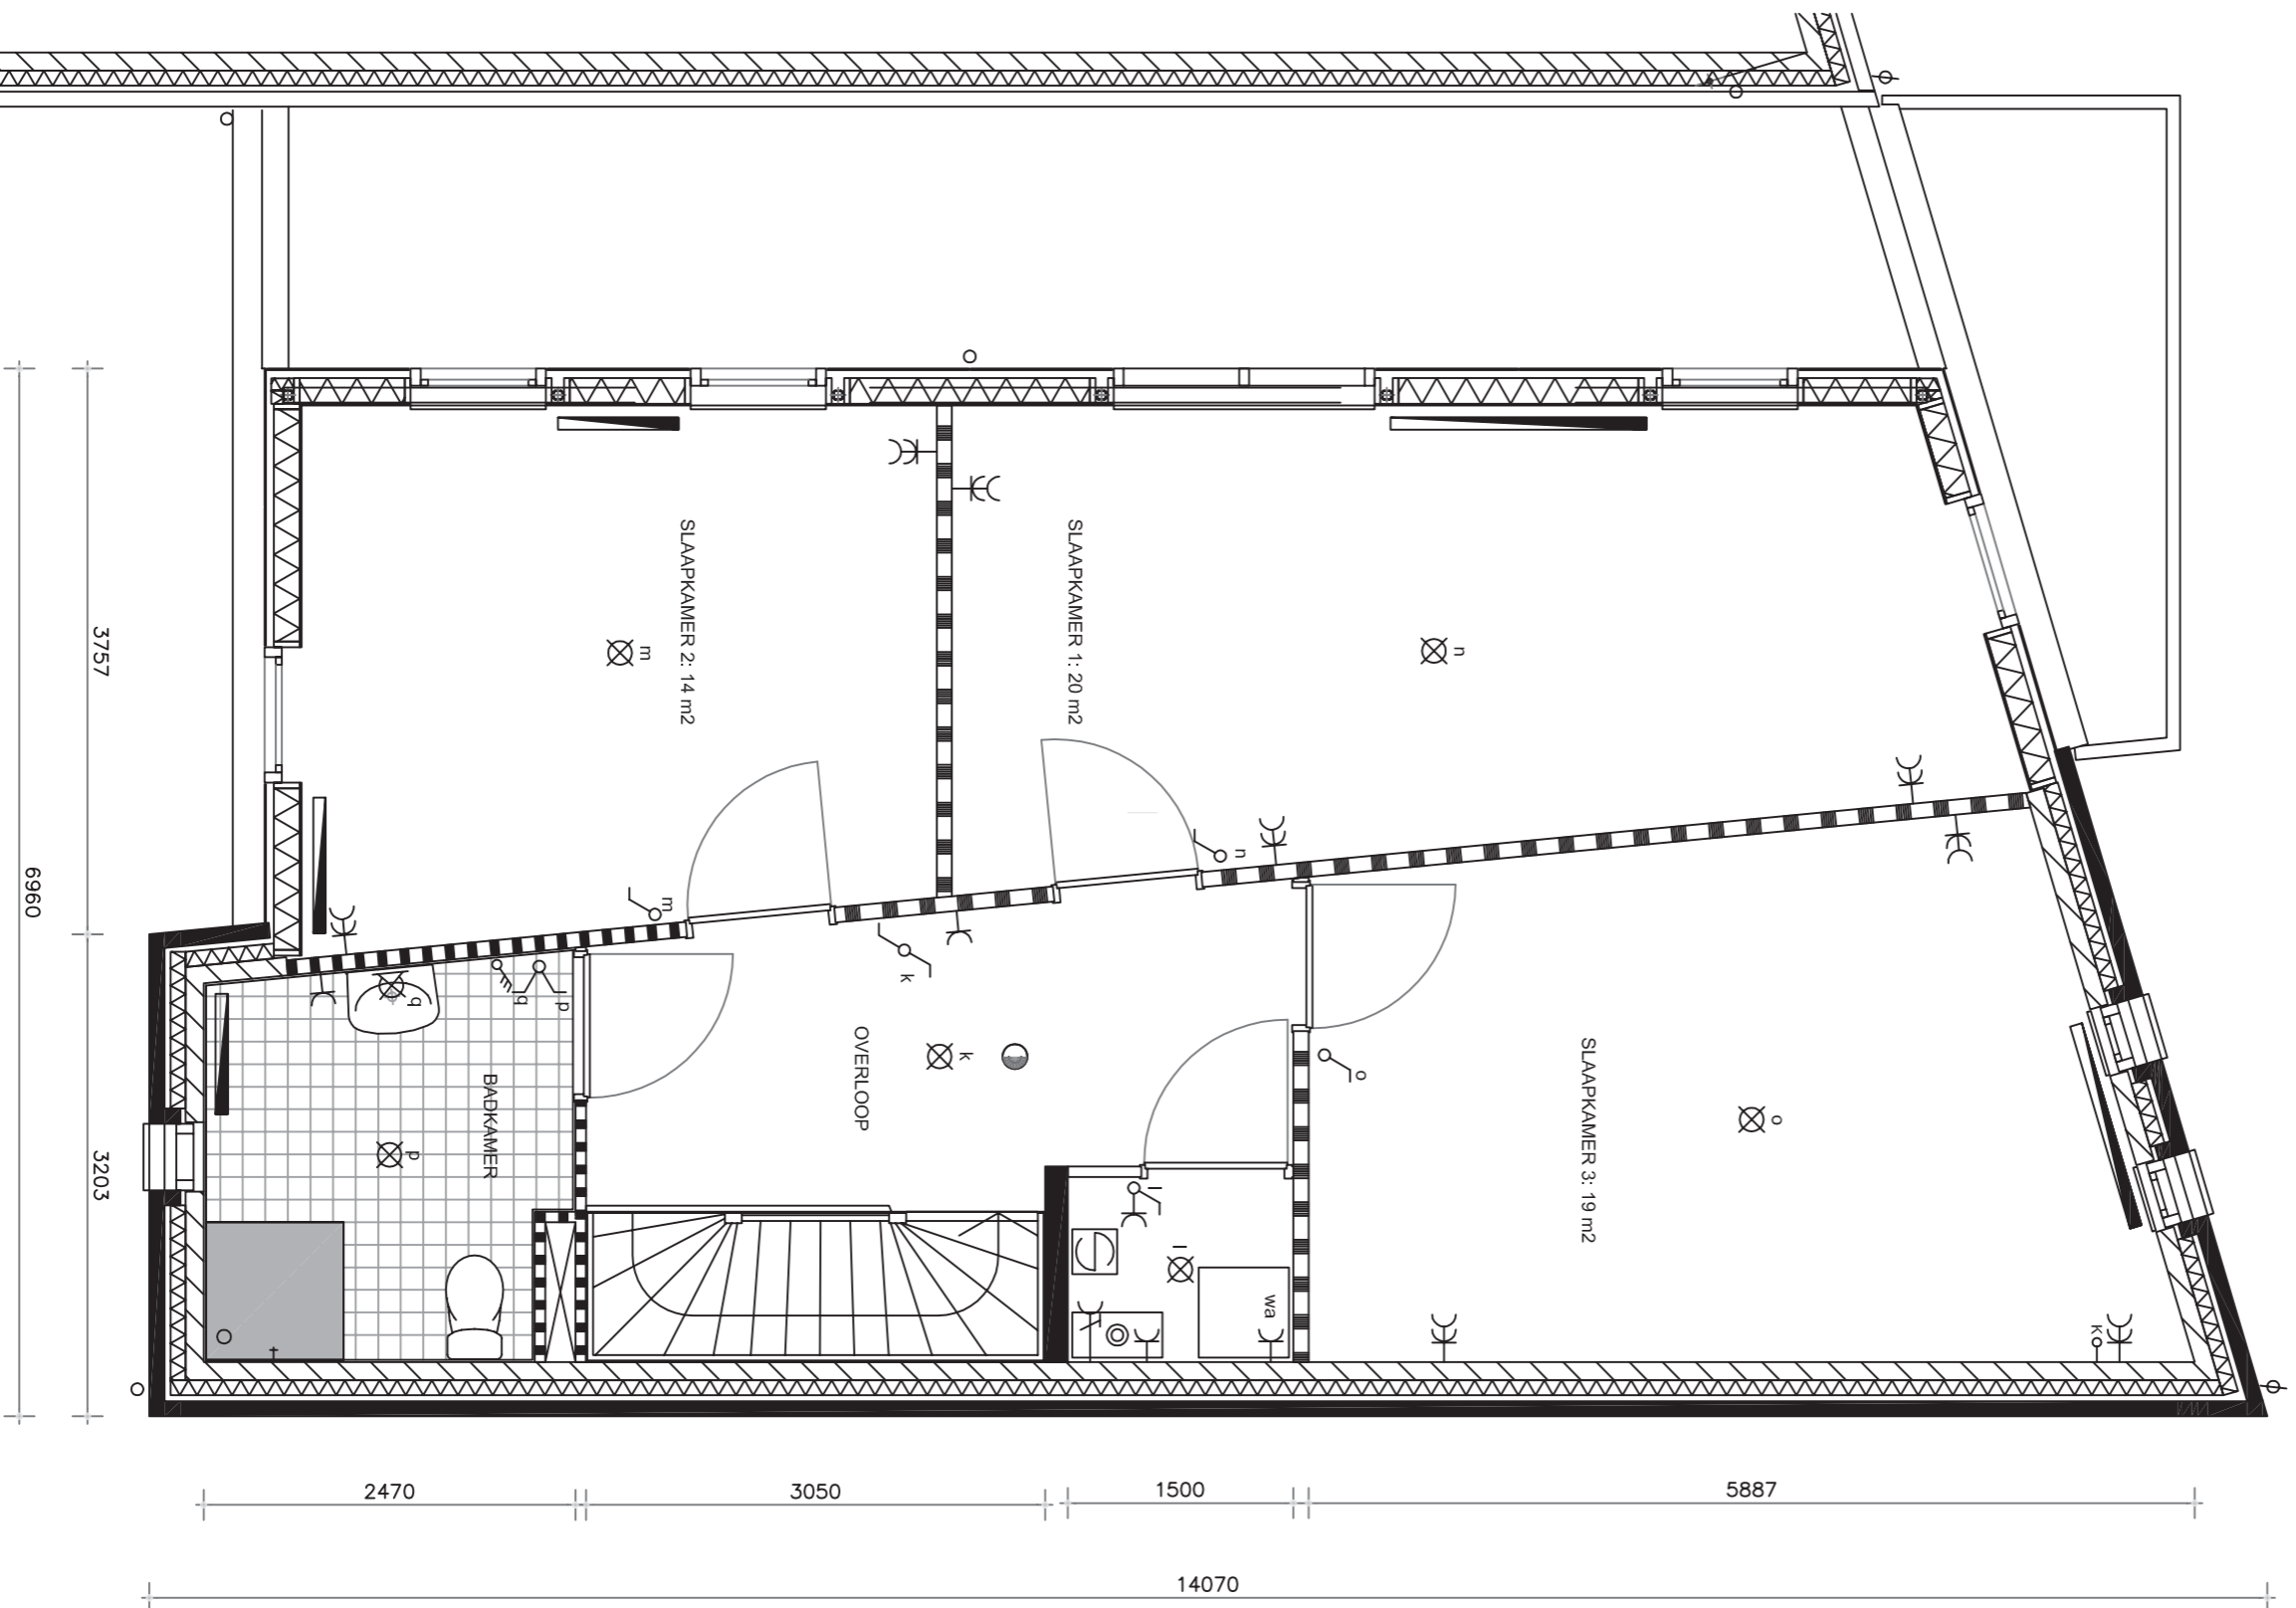 SLAAPKAMER 2: 14 m2
SLAAPKAMER 1: 20 m2
m
n
3757
6960
n
m
k
q
q
p
BADKAMER
OVERLOOP
k
o
o
SLAAPKAMER 3: 19 m2
p
3203
l
l
wa
k
2470
3050
1500
5887
14070